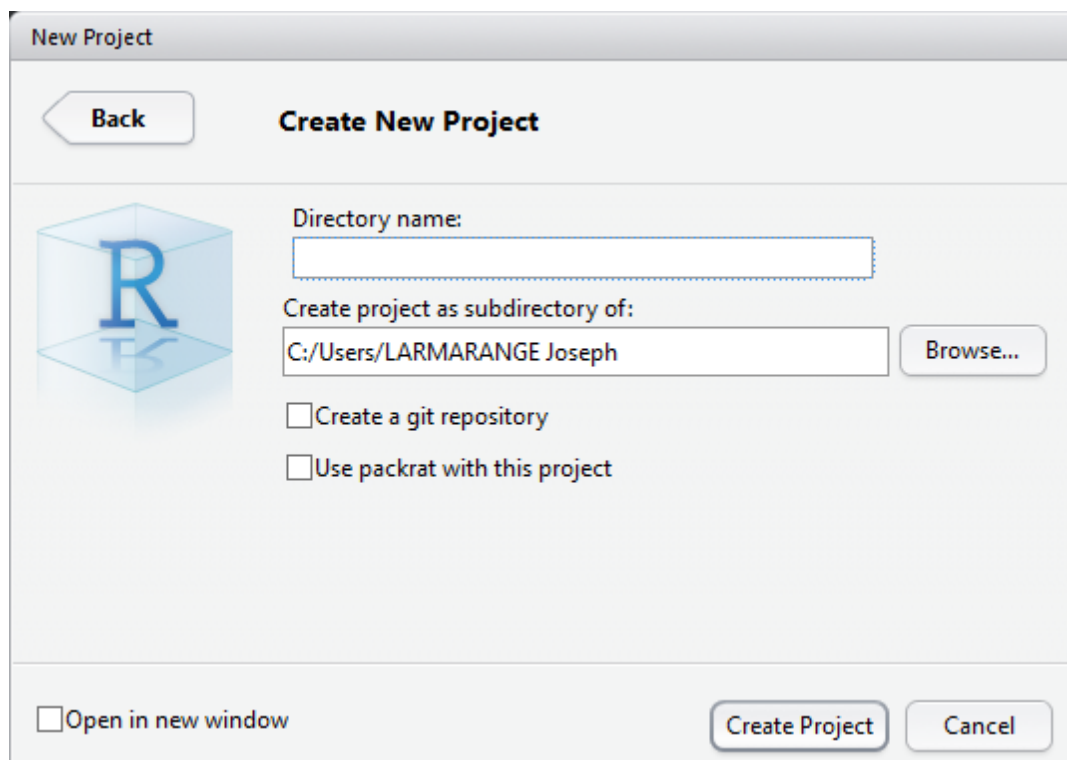 New Project
Back
Create New Project
R
Directory name:
Create project as subdirectory of:
C:/Users/LARMARANGE Joseph
Browse...
Create a git repository
Use packrat with this project
Open in new window
Create Project
Cancel